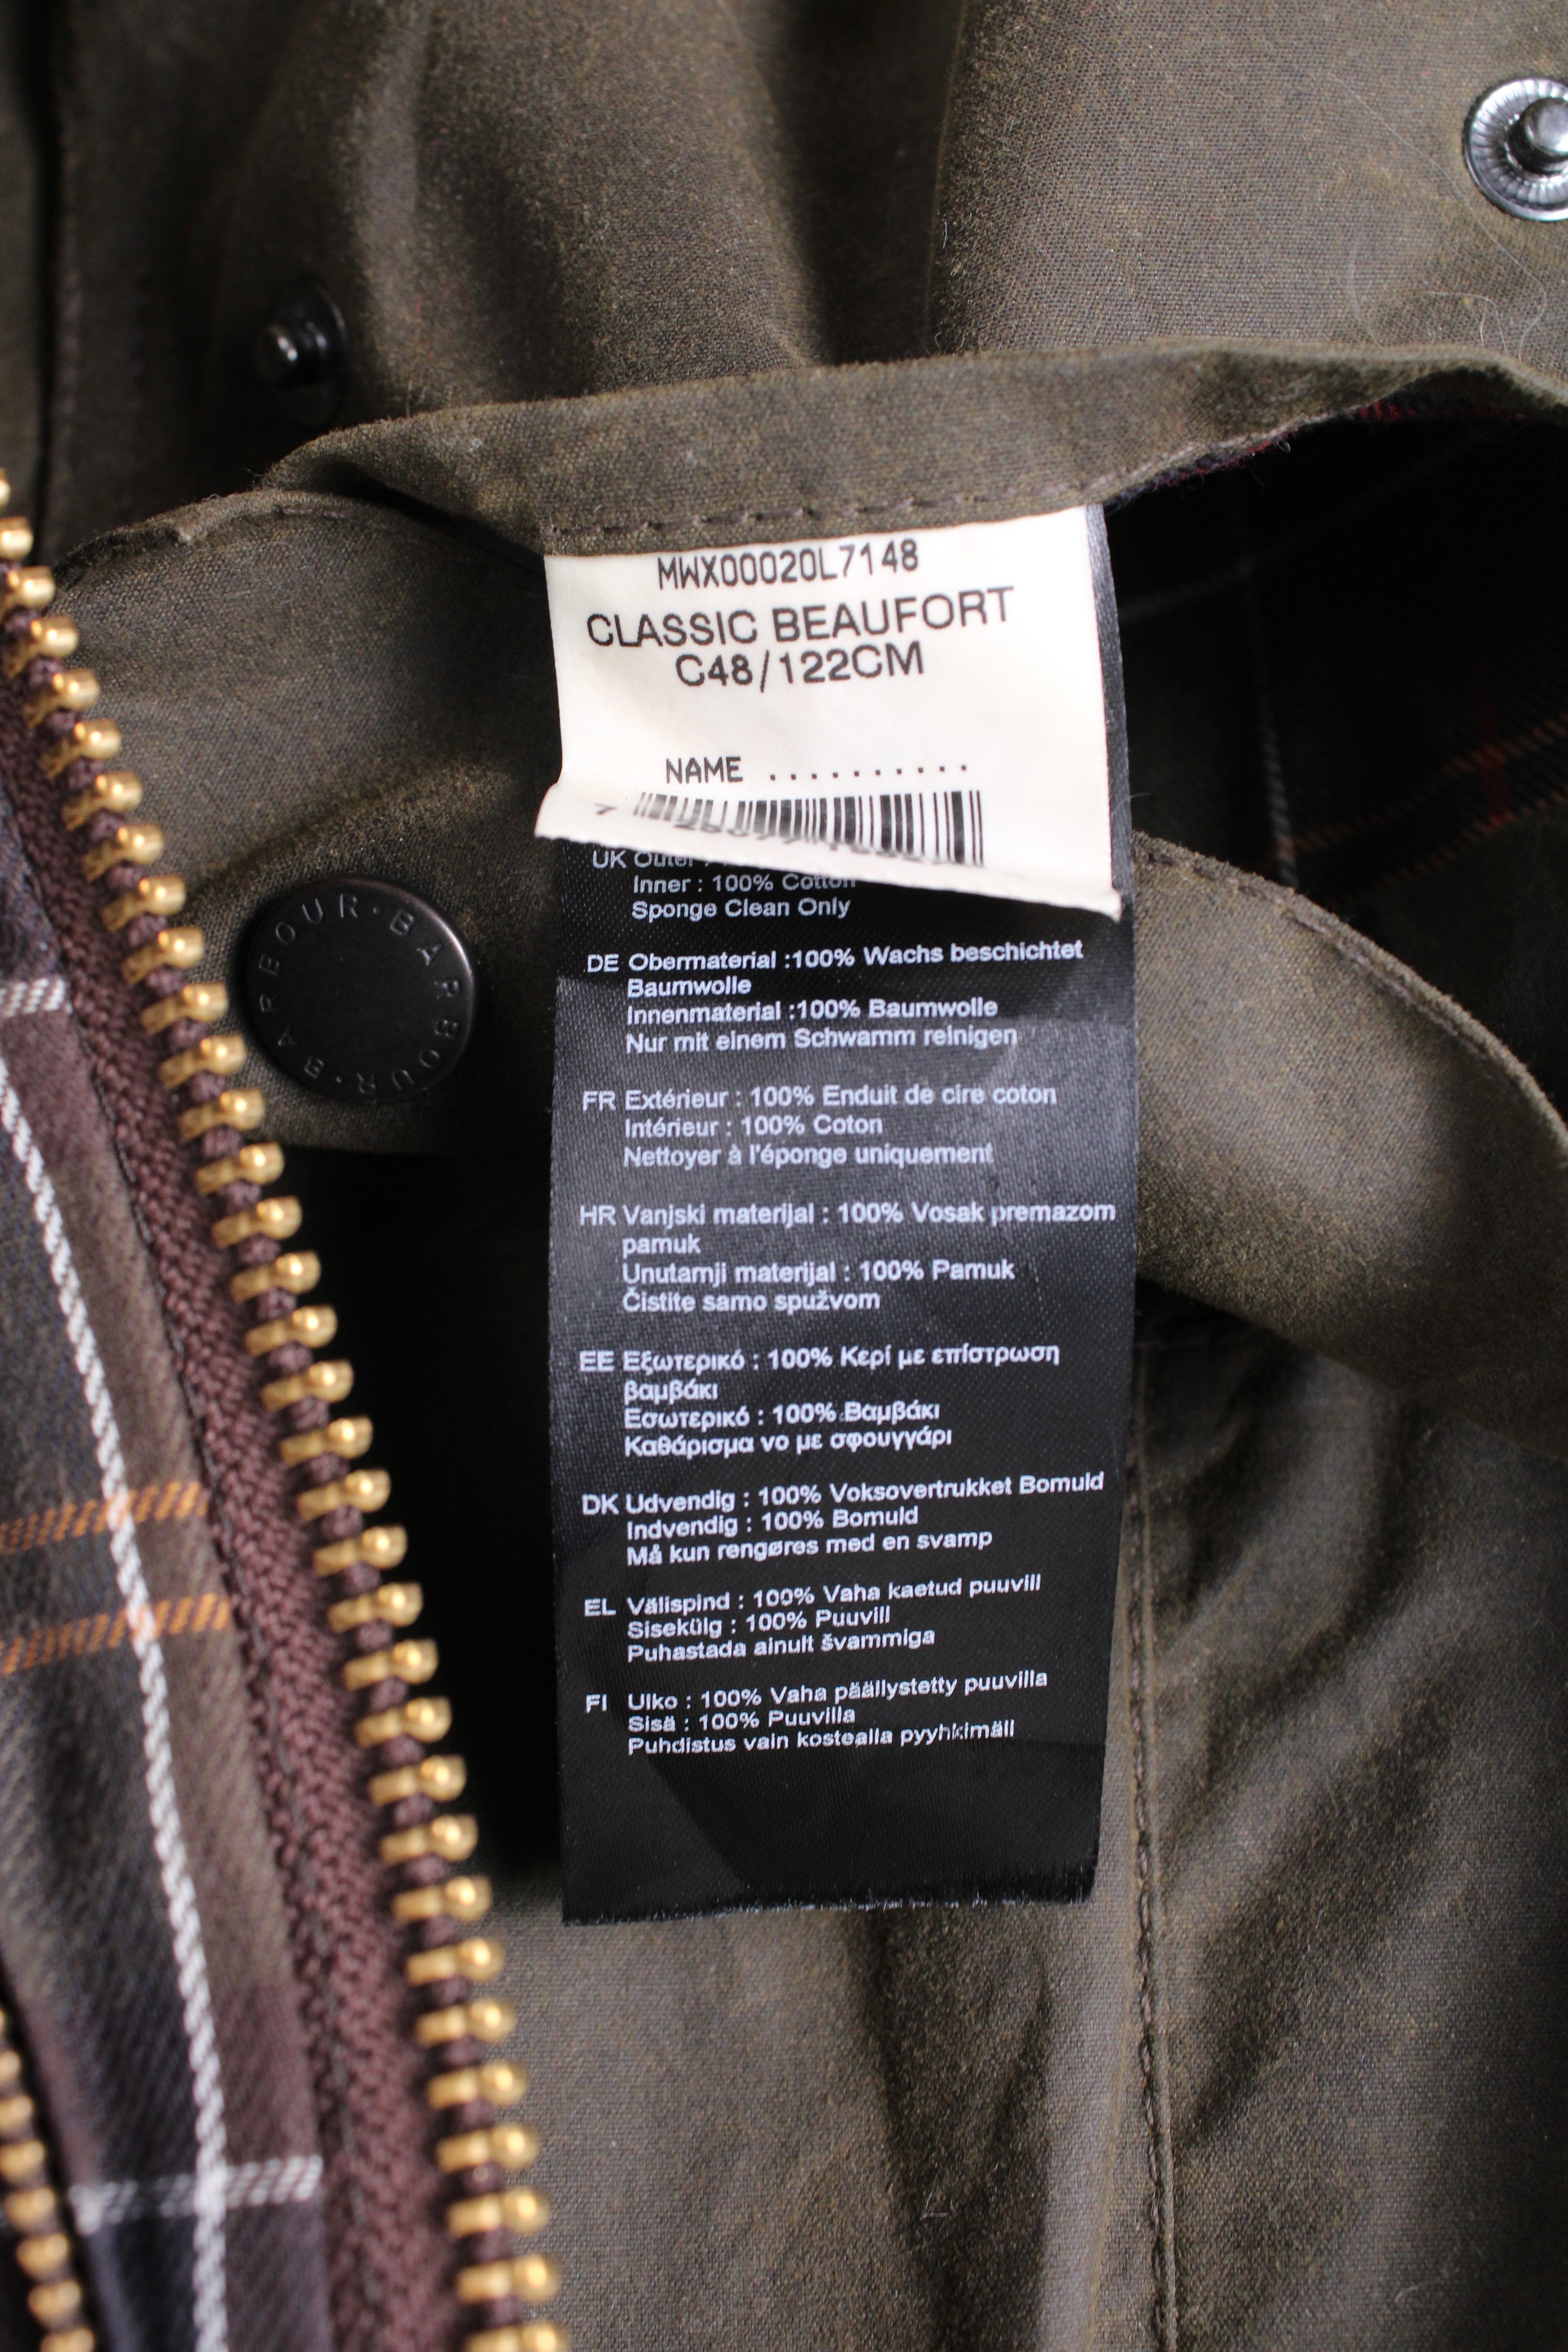 MWX00020L7148
CLASSIC BEAUFORT
C48/122CM
NAME ..........
UK Outer
Inner : 100% Cotton
Sponge Clean Only
DE Obermaterial :100% Wachs beschichtet
Baumwolle
Innenmaterial :100% Baumwolle
Nur mit einem Schwamm reinigen
FR Extérieur : 100% Enduit de cire coton
Intérieur : 100% Coton
Nettoyer à l'éponge uniquement
HR Vanjski materijal : 100% Vosak premazom
pamuk
Unutarnji materijal : 100% Pamuk
Čistite samo spužvom
EE Εξωτερικό : 100% Κερί με επίστρωση
βαμβάκι
Εσωτερικό : 100% Βαμβάκι
Καθάρισμα νο με σφουγγάρι
DK Udvendig : 100% Voksovertrukket Bomuld
Indvendig : 100% Bomuld
Må kun rengøres med en svamp
EL Välispind : 100% Vaha kaetud puuvill
Sisekülg : 100% Puuvill
Puhastada ainult švammiga
FI Ulko : 100% Vaha päällystetty puuvilla
Sisä : 100% Puuvilla
Puhdistus vain kostealla pyyhkimäll
BARBOUR · BARBOUR · BARBOUR